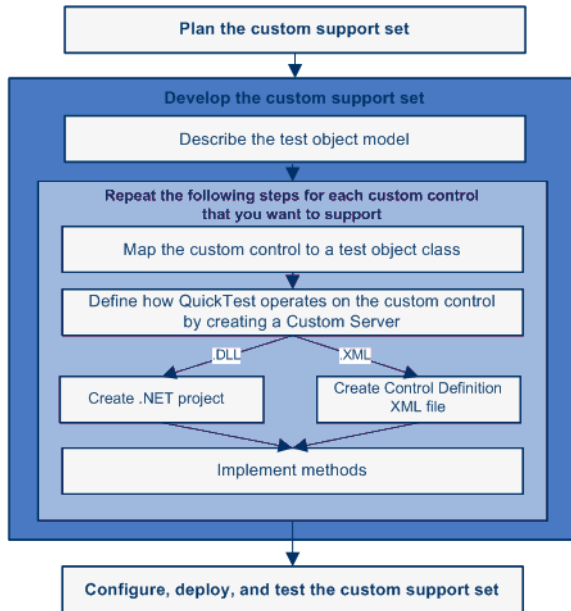 Plan the custom support set
Develop the custom support set
Describe the test object model
Repeat the following steps for each custom control
that you want to support
Map the custom control to a test object class
Define how QuickTest operates on the custom control
by creating a Custom Server
.DLL
.XML
Create .NET project
Create Control Definition
XML file
Implement methods
Configure, deploy, and test the custom support set